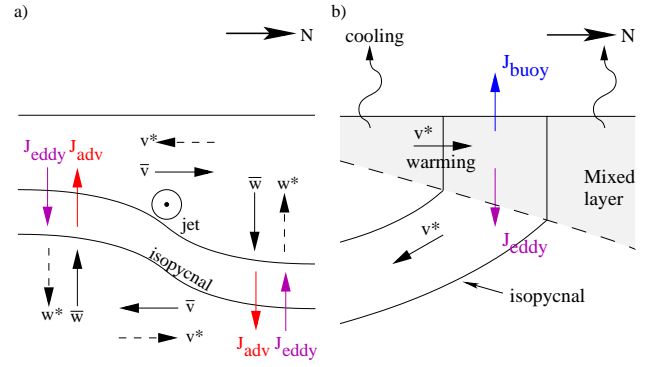 a)
N
J_eddy J_adv
v*
v̅
w̅
w*
jet
isopycnal
w*
w̅
v̅
v*
J_adv J_eddy
b)
N
cooling
J_buoy
v*
warming
Mixed
layer
J_eddy
v*
isopycnal